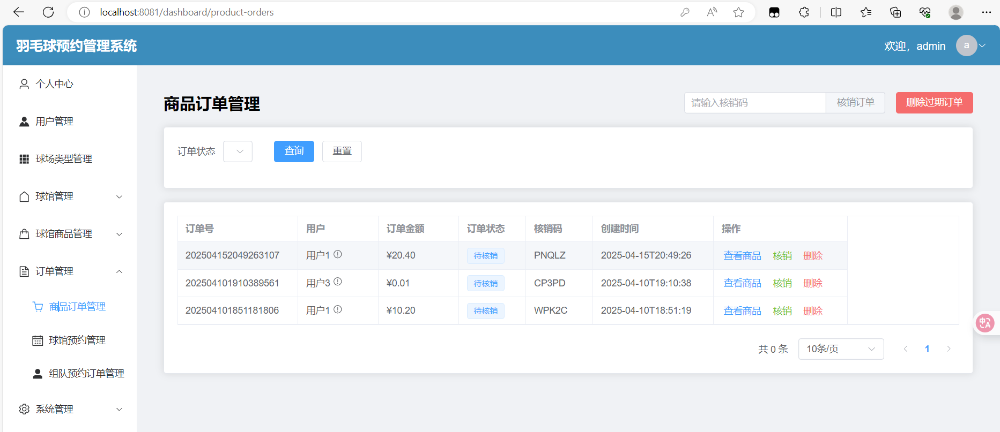 localhost:8081/dashboard/product-orders
羽毛球预约管理系统
欢迎，admin
a
个人中心
用户管理
球场类型管理
球馆管理
球馆商品管理
订单管理
商品订单管理
球馆预约管理
组队预约订单管理
系统管理
商品订单管理
请输入核销码 核销订单 删除过期订单
订单状态 查询 重置
订单号 用户 订单金额 订单状态 核销码 创建时间 操作
202504152049263107 用户1 ¥20.40 待核销 PNQLZ 2025-04-15T20:49:26 查看商品 核销 删除
202504101910389561 用户3 ¥0.01 待核销 CP3PD 2025-04-10T19:10:38 查看商品 核销 删除
202504101851181806 用户1 ¥10.20 待核销 WPK2C 2025-04-10T18:51:19 查看商品 核销 删除
共 0 条 10条/页 1
中A